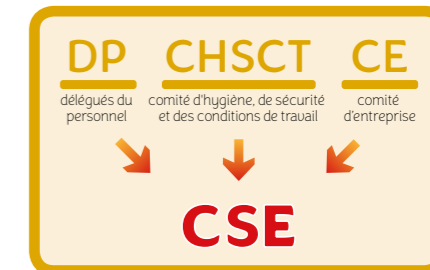 DP CHSCT CE
délégués du personnel
comité d'hygiène, de sécurité et des conditions de travail
comité d'entreprise
CSE